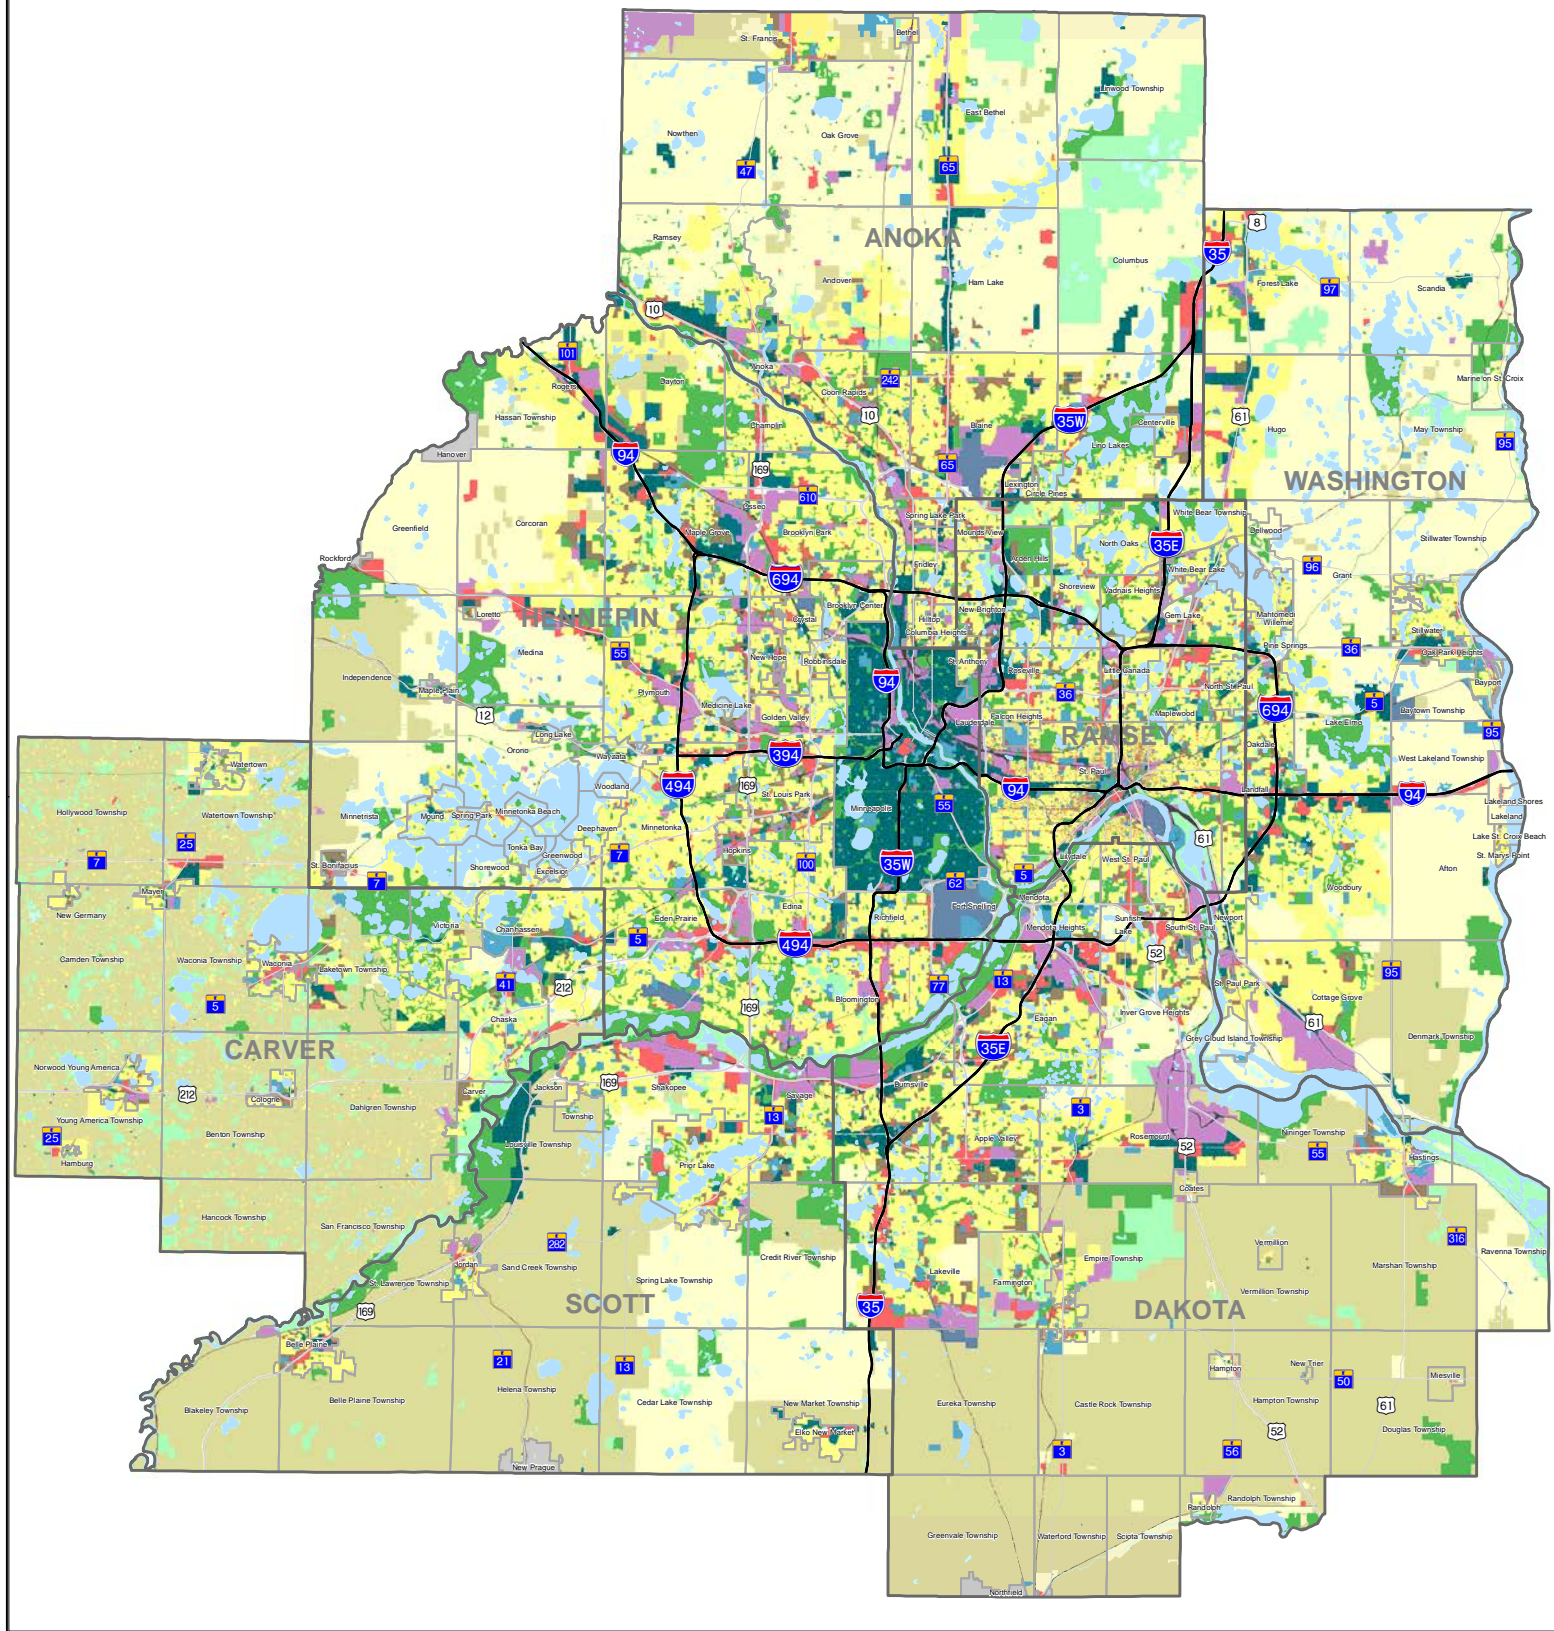 St. Francis
Bethel
Linwood Township
Nowthen
Oak Grove
East Bethel
47
65
Ramsey
ANOKA
8
35
Columbus
Andover
Ham Lake
Forest Lake
97
Scandia
10
101
Rogers
Dayton
Anoka
242
Coon Rapids
10
Marine on St. Croix
Hassan Township
Champlin
Blaine
35W
Centerville
61
Hugo
May Township
95
Hanover
94
169
65
Lino Lakes
WASHINGTON
Lexington
Circle Pines
610
Osseo
Greenfield
Corcoran
Maple Grove
Brooklyn Park
Spring Lake Park
Mounds View
White Bear Township
Dellwood
Stillwater Township
Rockford
Fridley
Arden Hills
North Oaks
35E
96
Grant
694
White Bear Lake
Shoreview
Vadnais Heights
Loretto
HENNEPIN
Brooklyn Center
Crystal
Hilltop
Columbia Heights
New Brighton
Gem Lake
Mahtomedi
Willernie
Stillwater
Medina
55
New Hope
Robbinsdale
St. Anthony
Pine Springs
36
Oak Park Heights
Independence
Maple Plain
Plymouth
94
Roseville
Little Canada
36
North St. Paul
Bayport
12
Medicine Lake
Golden Valley
Lauderdale
Falcon Heights
Maplewood
694
Lake Elmo
5
Baytown Township
Long Lake
Orono
Wayzata
394
RAMSEY
Oakdale
95
West Lakeland Township
Watertown
494
Woodland
169
St. Louis Park
St. Paul
94
Landfall
94
Hollywood Township
Watertown Township
Minnetrista
Mound
Spring Park
Minnetonka Beach
Minneapolis
55
Lakeland Shores
Lakeland
25
Tonka Bay
Deephaven
Minnetonka
61
Lake St. Croix Beach
7
St. Bonifacius
Shorewood
Greenwood
Excelsior
7
Hopkins
100
35W
Lilydale
West St. Paul
St. Marys Point
7
62
5
Afton
Mayer
Woodbury
New Germany
Victoria
Chanhassen
Eden Prairie
Edina
Richfield
Fort Snelling
Mendota
Mendota Heights
Sunfish
Lake
South St. Paul
Newport
5
494
52
Camden Township
Waconia Township
Waconia
Laketown Township
41
212
77
13
St. Paul Park
95
5
169
Bloomington
Cottage Grove
Chaska
Eagan
Inver Grove Heights
61
CARVER
35E
Grey Cloud Island Township
Denmark Township
Norwood Young America
212
Cologne
Carver
Jackson
Township
169
Shakopee
Savage
Burnsville
Young America Township
Dahlgren Township
13
3
25
Benton Township
Louisville Township
Apple Valley
Rosemount
52
Nininger Township
55
Hastings
Hamburg
Prior Lake
Coates
Hancock Township
San Francisco Township
282
Credit River Township
Empire Township
Vermillion
316
Ravenna Township
Jordan
Sand Creek Township
Spring Lake Township
Lakeville
Farmington
Marshan Township
St. Lawrence Township
169
SCOTT
35
DAKOTA
Vermillion Township
Belle Plaine
21
13
Hampton
New Trier
50
Miesville
Helena Township
Blakeley Township
Belle Plaine Township
Cedar Lake Township
New Market Township
Eureka Township
Castle Rock Township
Hampton Township
61
Elko New Market
52
Douglas Township
3
56
New Prague
Randolph
Randolph Township
Greenvale Township
Waterford Township
Sciota Township
Northfield